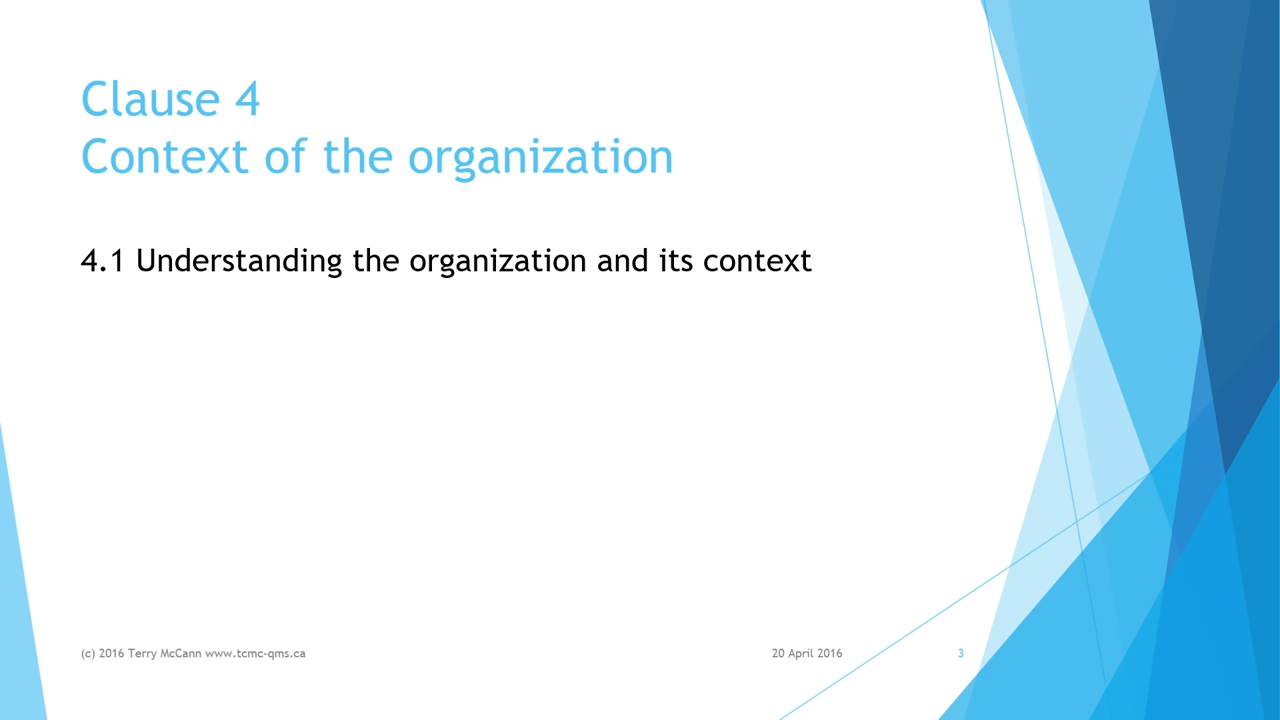 Clause 4
Context of the organization
4.1 Understanding the organization and its context
(c) 2016 Terry McCann www.tcmc-qms.ca
20 April 2016
3